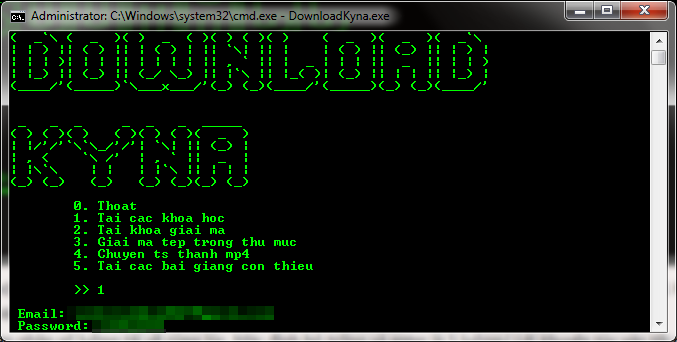 Administrator: C:\Windows\system32\cmd.exe - DownloadKyna.exe
DOWNLOAD
KYNA
0. Thoat
1. Tai cac khoa hoc
2. Tai khoa giai ma
3. Giai ma tep trong thu muc
4. Chuyen ts thanh mp4
5. Tai cac bai giang con thieu
>> 1
Email:
Password: